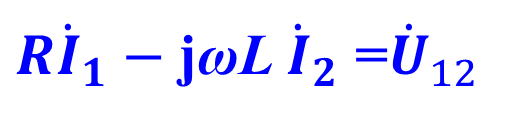 Rİ₁ − jωL İ₂ =U̇₁₂